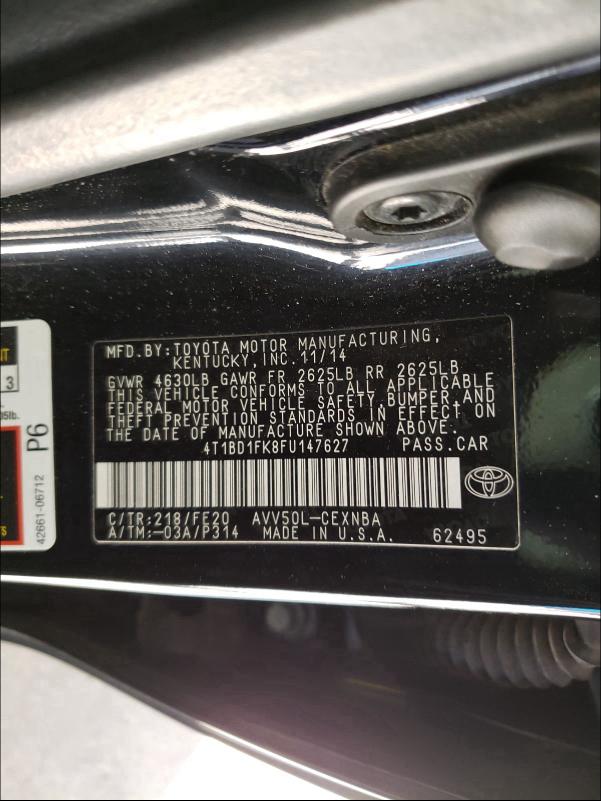 MFD.BY:TOYOTA MOTOR MANUFACTURING,
KENTUCKY, INC.11/14
GVWR 4630LB GAWR FR 2625LB RR 2625LB
THIS VEHICLE CONFORMS TO ALL APPLICABLE
FEDERAL MOTOR VEHICLE SAFETY,BUMPER,AND
THEFT PREVENTION STANDARDS IN EFFECT ON
THE DATE OF MANUFACTURE SHOWN ABOVE.
4T1BD1FK8FU147627 PASS.CAR
C/TR:218/FE20 AVV50L-CEXNBA
A/TM:-03A/P314 MADE IN U.S.A. 62495
NT
3
05lb.
P6
42661-06712
TS